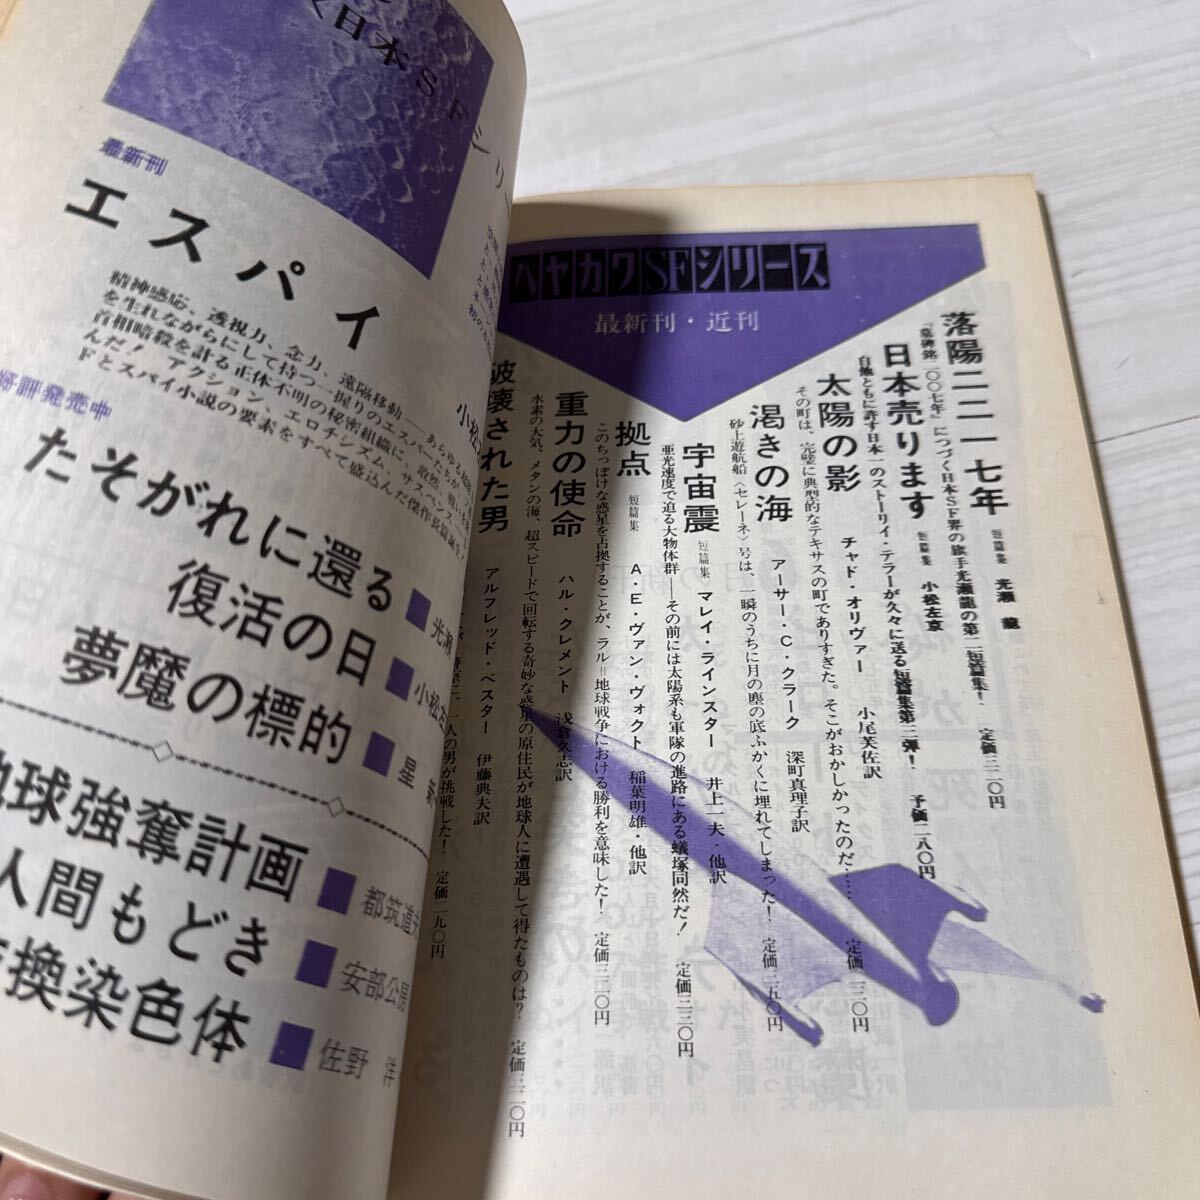 日本SFシリ
最新刊
エスパイ
小松
精神感応、透視力、念力、遠隔移動――あらゆる超
を生れながらにして持つ一握りのエスパーたちが
首相暗殺を計る正体不明の秘密組織に、敢然、戦いを
んだ! アクション、エロチシズム、サスペンス
Fとスパイ小説の要素をすべて盛込んだ傑作長篇誕生!
好評発売中
たそがれに還る■光瀬
復活の日■小松左
夢魔の標的■星 新
地球強奪計画■都筑道夫
人間もどき■安部公房
換染色体■佐野 洋
ハヤカワSFシリーズ
最新刊・近刊
落陽二二一七年 短篇集 光瀬 龍
『墓碑銘二〇〇七年』につづく日本SF界の旗手光瀬龍の第二短篇集! 定価三二〇円
日本売ります 短篇集 小松左京
自他ともに許す日本一のストーリイ・テラーが久々に送る短篇集第三弾! 予価二八〇円
太陽の影 チャド・オリヴァー 小尾芙佐訳
その町は、完璧に典型的なテキサスの町でありすぎた。そこがおかしかったのだ…… 定価三三〇円
渇きの海 アーサー・C・クラーク 深町真理子訳
砂上遊航船〈セレーネ〉号は、一瞬のうちに月の塵の底ふかくに埋れてしまった! 定価三五〇円
宇宙震 短篇集 マレイ・ラインスター 井上一夫・他訳
亜光速度で迫る大物体群――その前には太陽系も軍隊の進路にある蟻塚同然だ! 定価三三〇円
拠点 短篇集 A・E・ヴァン・ヴォクト 稲葉明雄・他訳
このちっぽけな惑星を占拠することが、ラル=地球戦争における勝利を意味した! 定価三二〇円
重力の使命 ハル・クレメント 浅倉久志訳
水素の大気、メタンの海、超スピードで回転する奇妙な惑星の原住民が地球人に遭遇して得たものは? 定価三二〇円
破壊された男 アルフレッド・ベスター 伊藤典夫訳
一人の男が挑戦した! 定価二九〇円